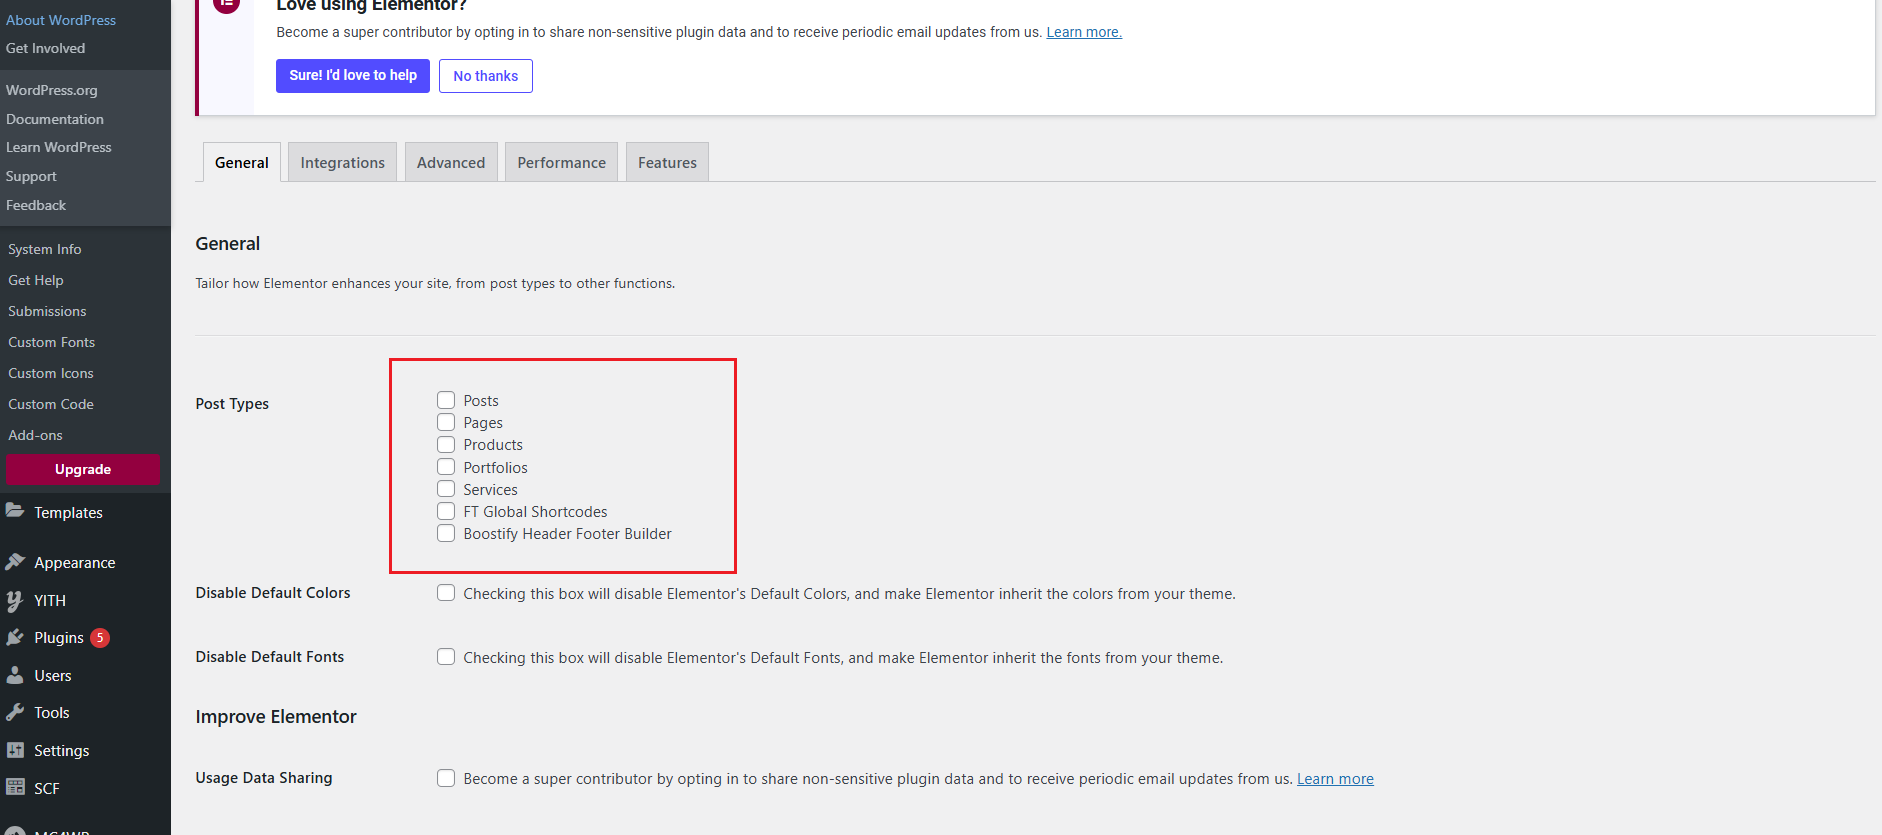 About WordPress
Get Involved
WordPress.org
Documentation
Learn WordPress
Support
Feedback
System Info
Get Help
Submissions
Custom Fonts
Custom Icons
Custom Code
Add-ons
Upgrade
Templates
Appearance
YITH
Plugins 5
Users
Tools
Settings
SCF
MC4WP
Love using Elementor?
Become a super contributor by opting in to share non-sensitive plugin data and to receive periodic email updates from us. Learn more.
Sure! I'd love to help No thanks
General Integrations Advanced Performance Features
General
Tailor how Elementor enhances your site, from post types to other functions.
Post Types
Posts
Pages
Products
Portfolios
Services
FT Global Shortcodes
Boostify Header Footer Builder
Disable Default Colors Checking this box will disable Elementor's Default Colors, and make Elementor inherit the colors from your theme.
Disable Default Fonts Checking this box will disable Elementor's Default Fonts, and make Elementor inherit the fonts from your theme.
Improve Elementor
Usage Data Sharing Become a super contributor by opting in to share non-sensitive plugin data and to receive periodic email updates from us. Learn more